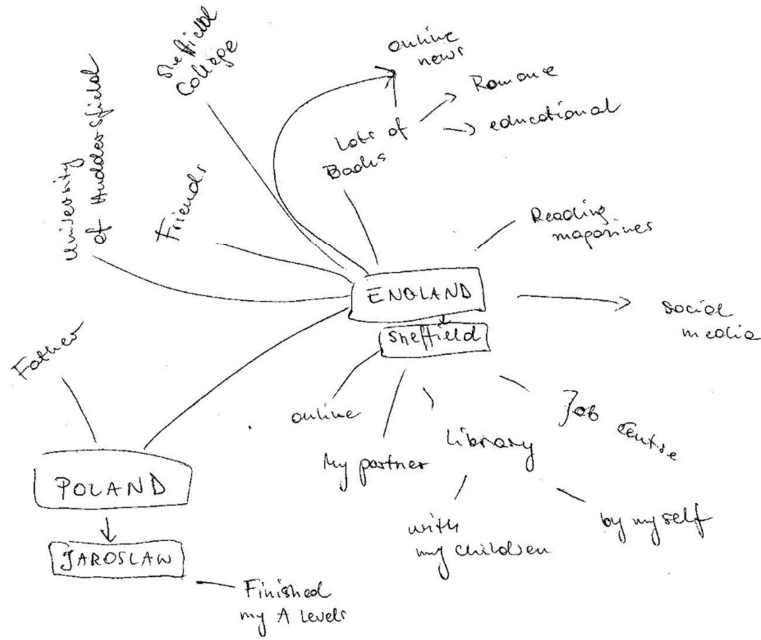 Sheffield
College
online
news
Romance
educational
Lots of
Books
University
of Huddersfield
Friends
Reading
magazines
ENGLAND
Sheffield
social
media
Father
online
My partner
Library
Job Centre
with
my children
by myself
POLAND
JAROSLAW
Finished
my A levels